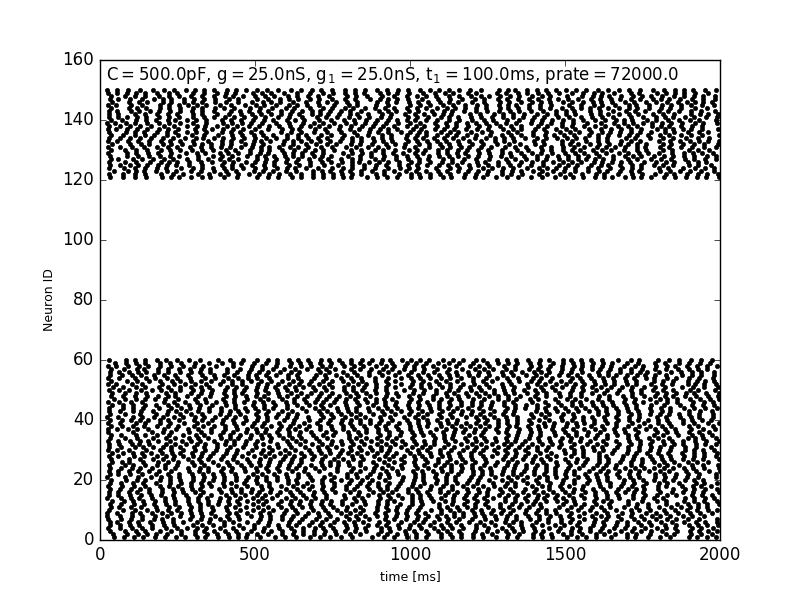 160
C = 500.0pF, g = 25.0nS, g₁ = 25.0nS, t₁ = 100.0ms, prate = 72000.0
140
120
100
80
60
40
20
0
Neuron ID
0 500 1000 1500 2000
time [ms]